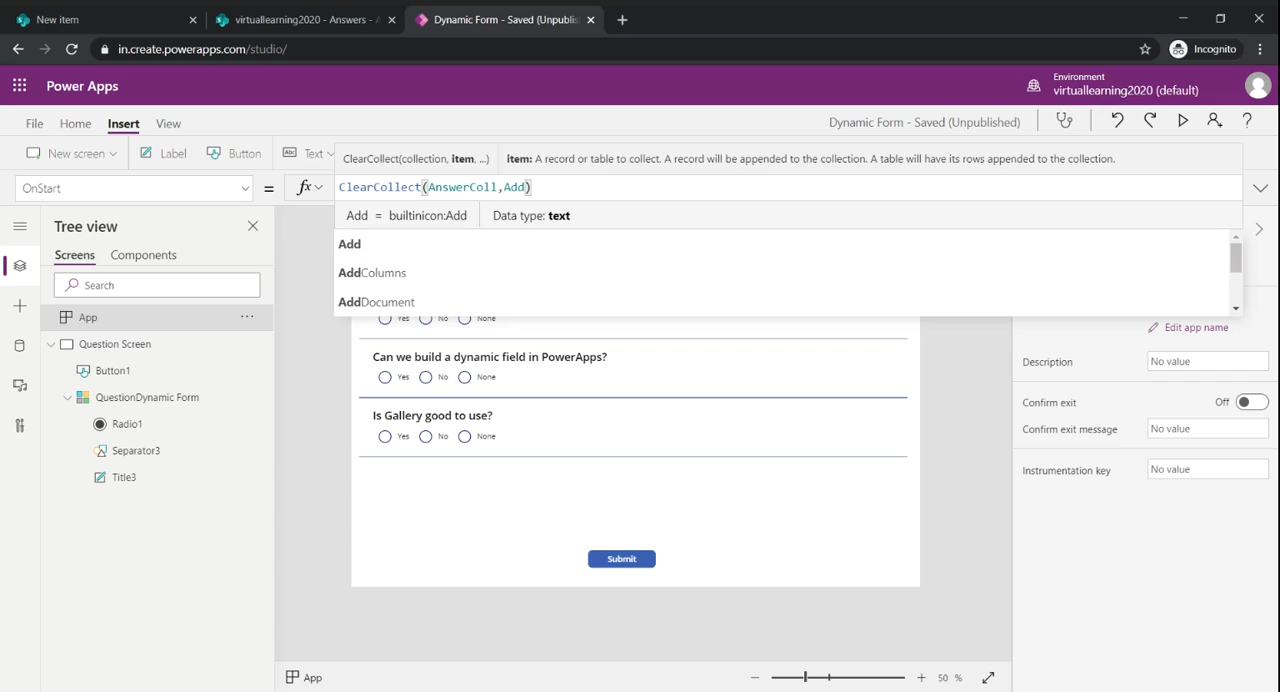 New item
virtuallearning2020 - Answers - A
Dynamic Form - Saved (Unpublis
in.create.powerapps.com/studio/
Incognito
Power Apps
Environment
virtuallearning2020 (default)
File Home Insert View
Dynamic Form - Saved (Unpublished)
New screen Label Button Abc Text
ClearCollect(collection, item, ...) item: A record or table to collect. A record will be appended to the collection. A table will have its rows appended to the collection.
OnStart = fx ClearCollect(AnswerColl,Add)
Add = builtinicon:Add Data type: text
Add
AddColumns
AddDocument
Tree view
Screens Components
Search
App
Question Screen
Button1
QuestionDynamic Form
Radio1
Separator3
Title3
Yes No None
Can we build a dynamic field in PowerApps?
Yes No None
Is Gallery good to use?
Yes No None
Submit
Edit app name
Description No value
Confirm exit Off
Confirm exit message No value
Instrumentation key No value
App
50 %